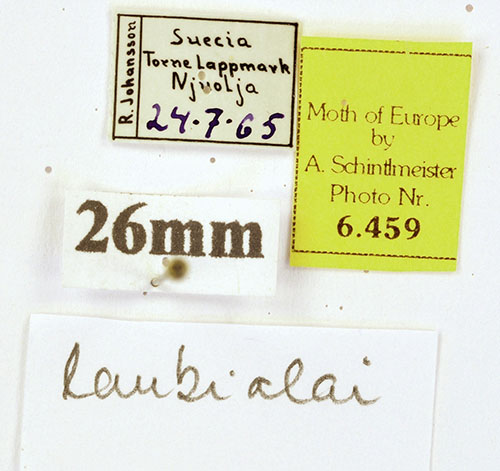 R. Johansson
Suecia
Torne Lappmark
Njuolja
24·7·65
Moth of Europe
by
A. Schintlmeister
Photo Nr.
6.459
26mm